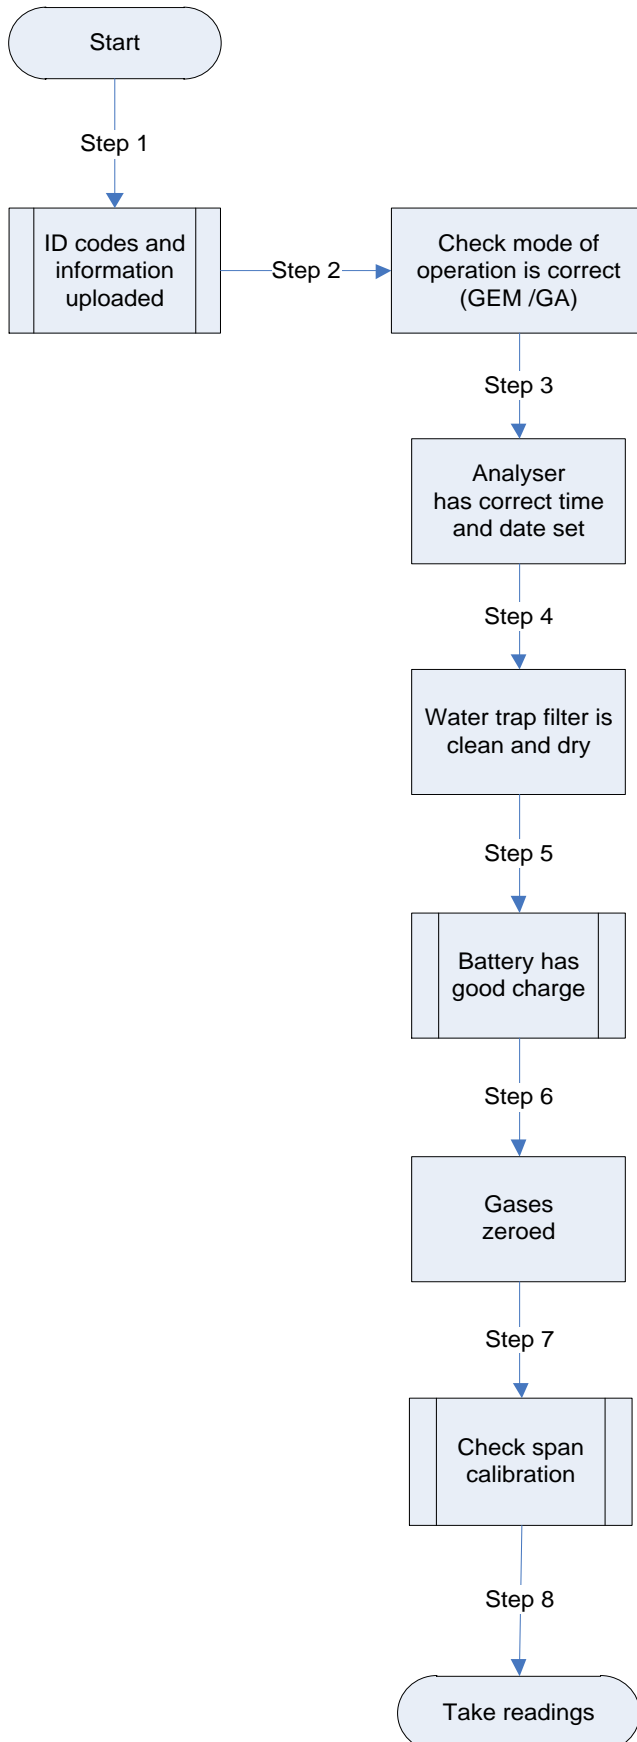 Start
Step 1
ID codes and
information
uploaded
Step 2
Check mode of
operation is correct
(GEM /GA)
Step 3
Analyser
has correct time
and date set
Step 4
Water trap filter is
clean and dry
Step 5
Battery has
good charge
Step 6
Gases
zeroed
Step 7
Check span
calibration
Step 8
Take readings